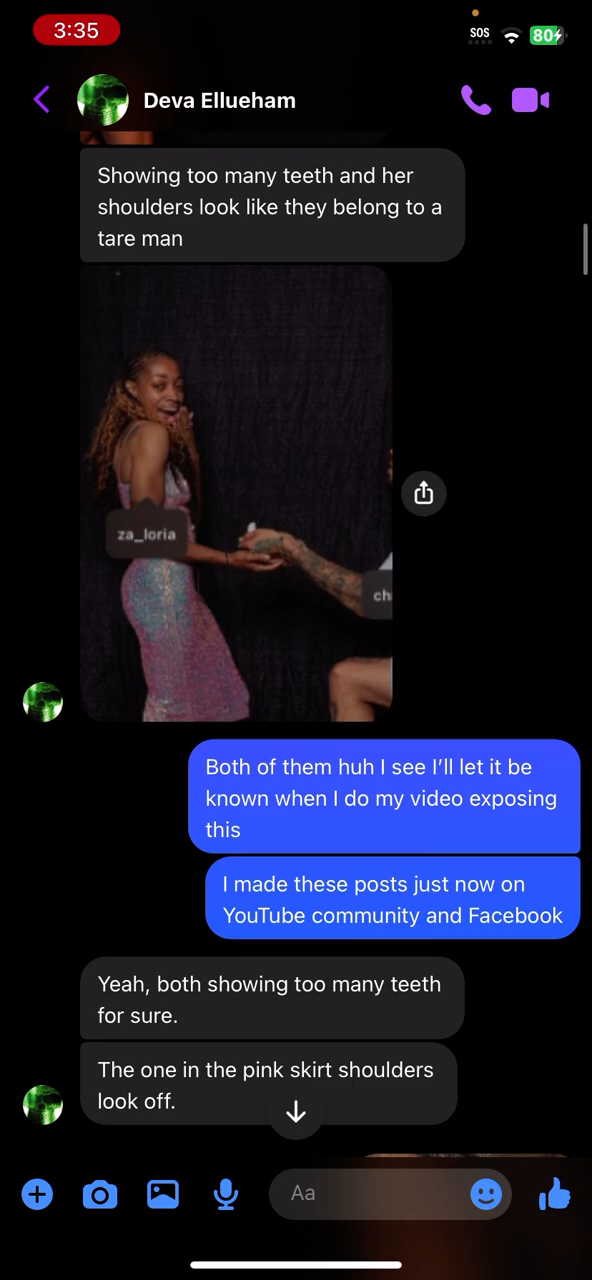 3:35
SOS
80
Deva Ellueham
Showing too many teeth and her
shoulders look like they belong to a
tare man
za_loria
ch
Both of them huh I see I’ll let it be
known when I do my video exposing
this
I made these posts just now on
YouTube community and Facebook
Yeah, both showing too many teeth
for sure.
The one in the pink skirt shoulders
look off.
Aa